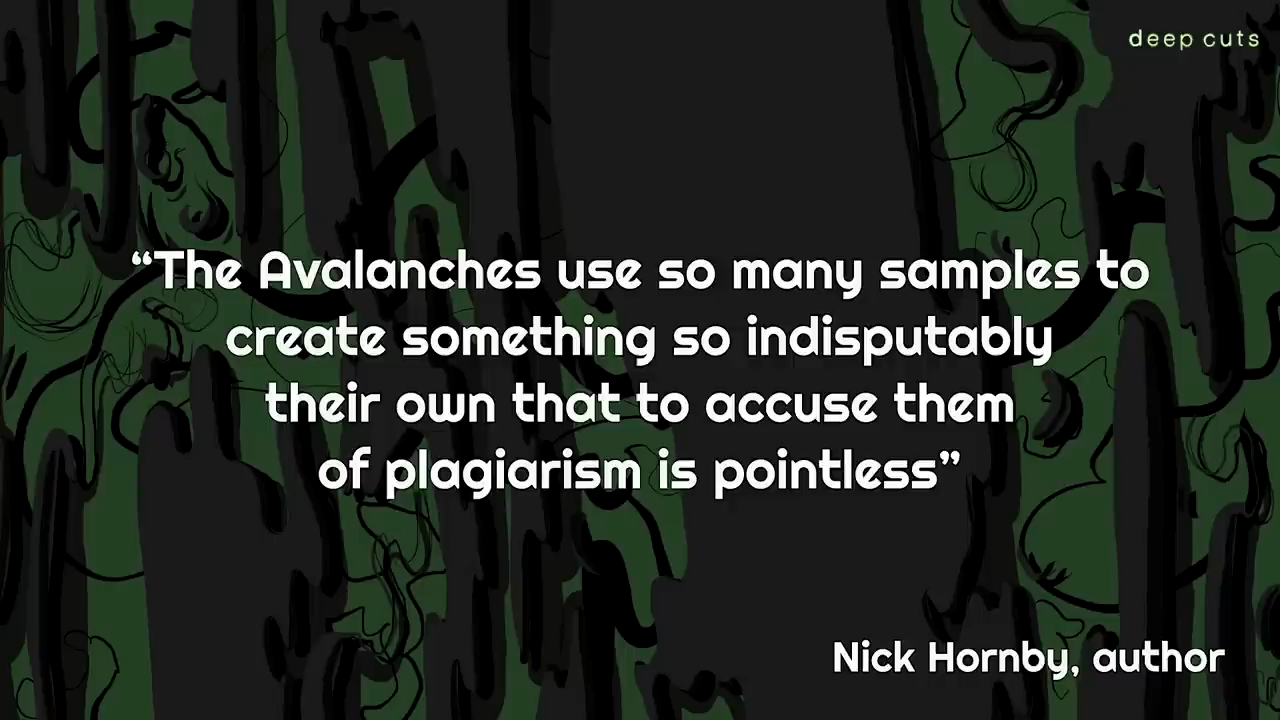 deep cuts
“The Avalanches use so many samples to
create something so indisputably
their own that to accuse them
of plagiarism is pointless”
Nick Hornby, author